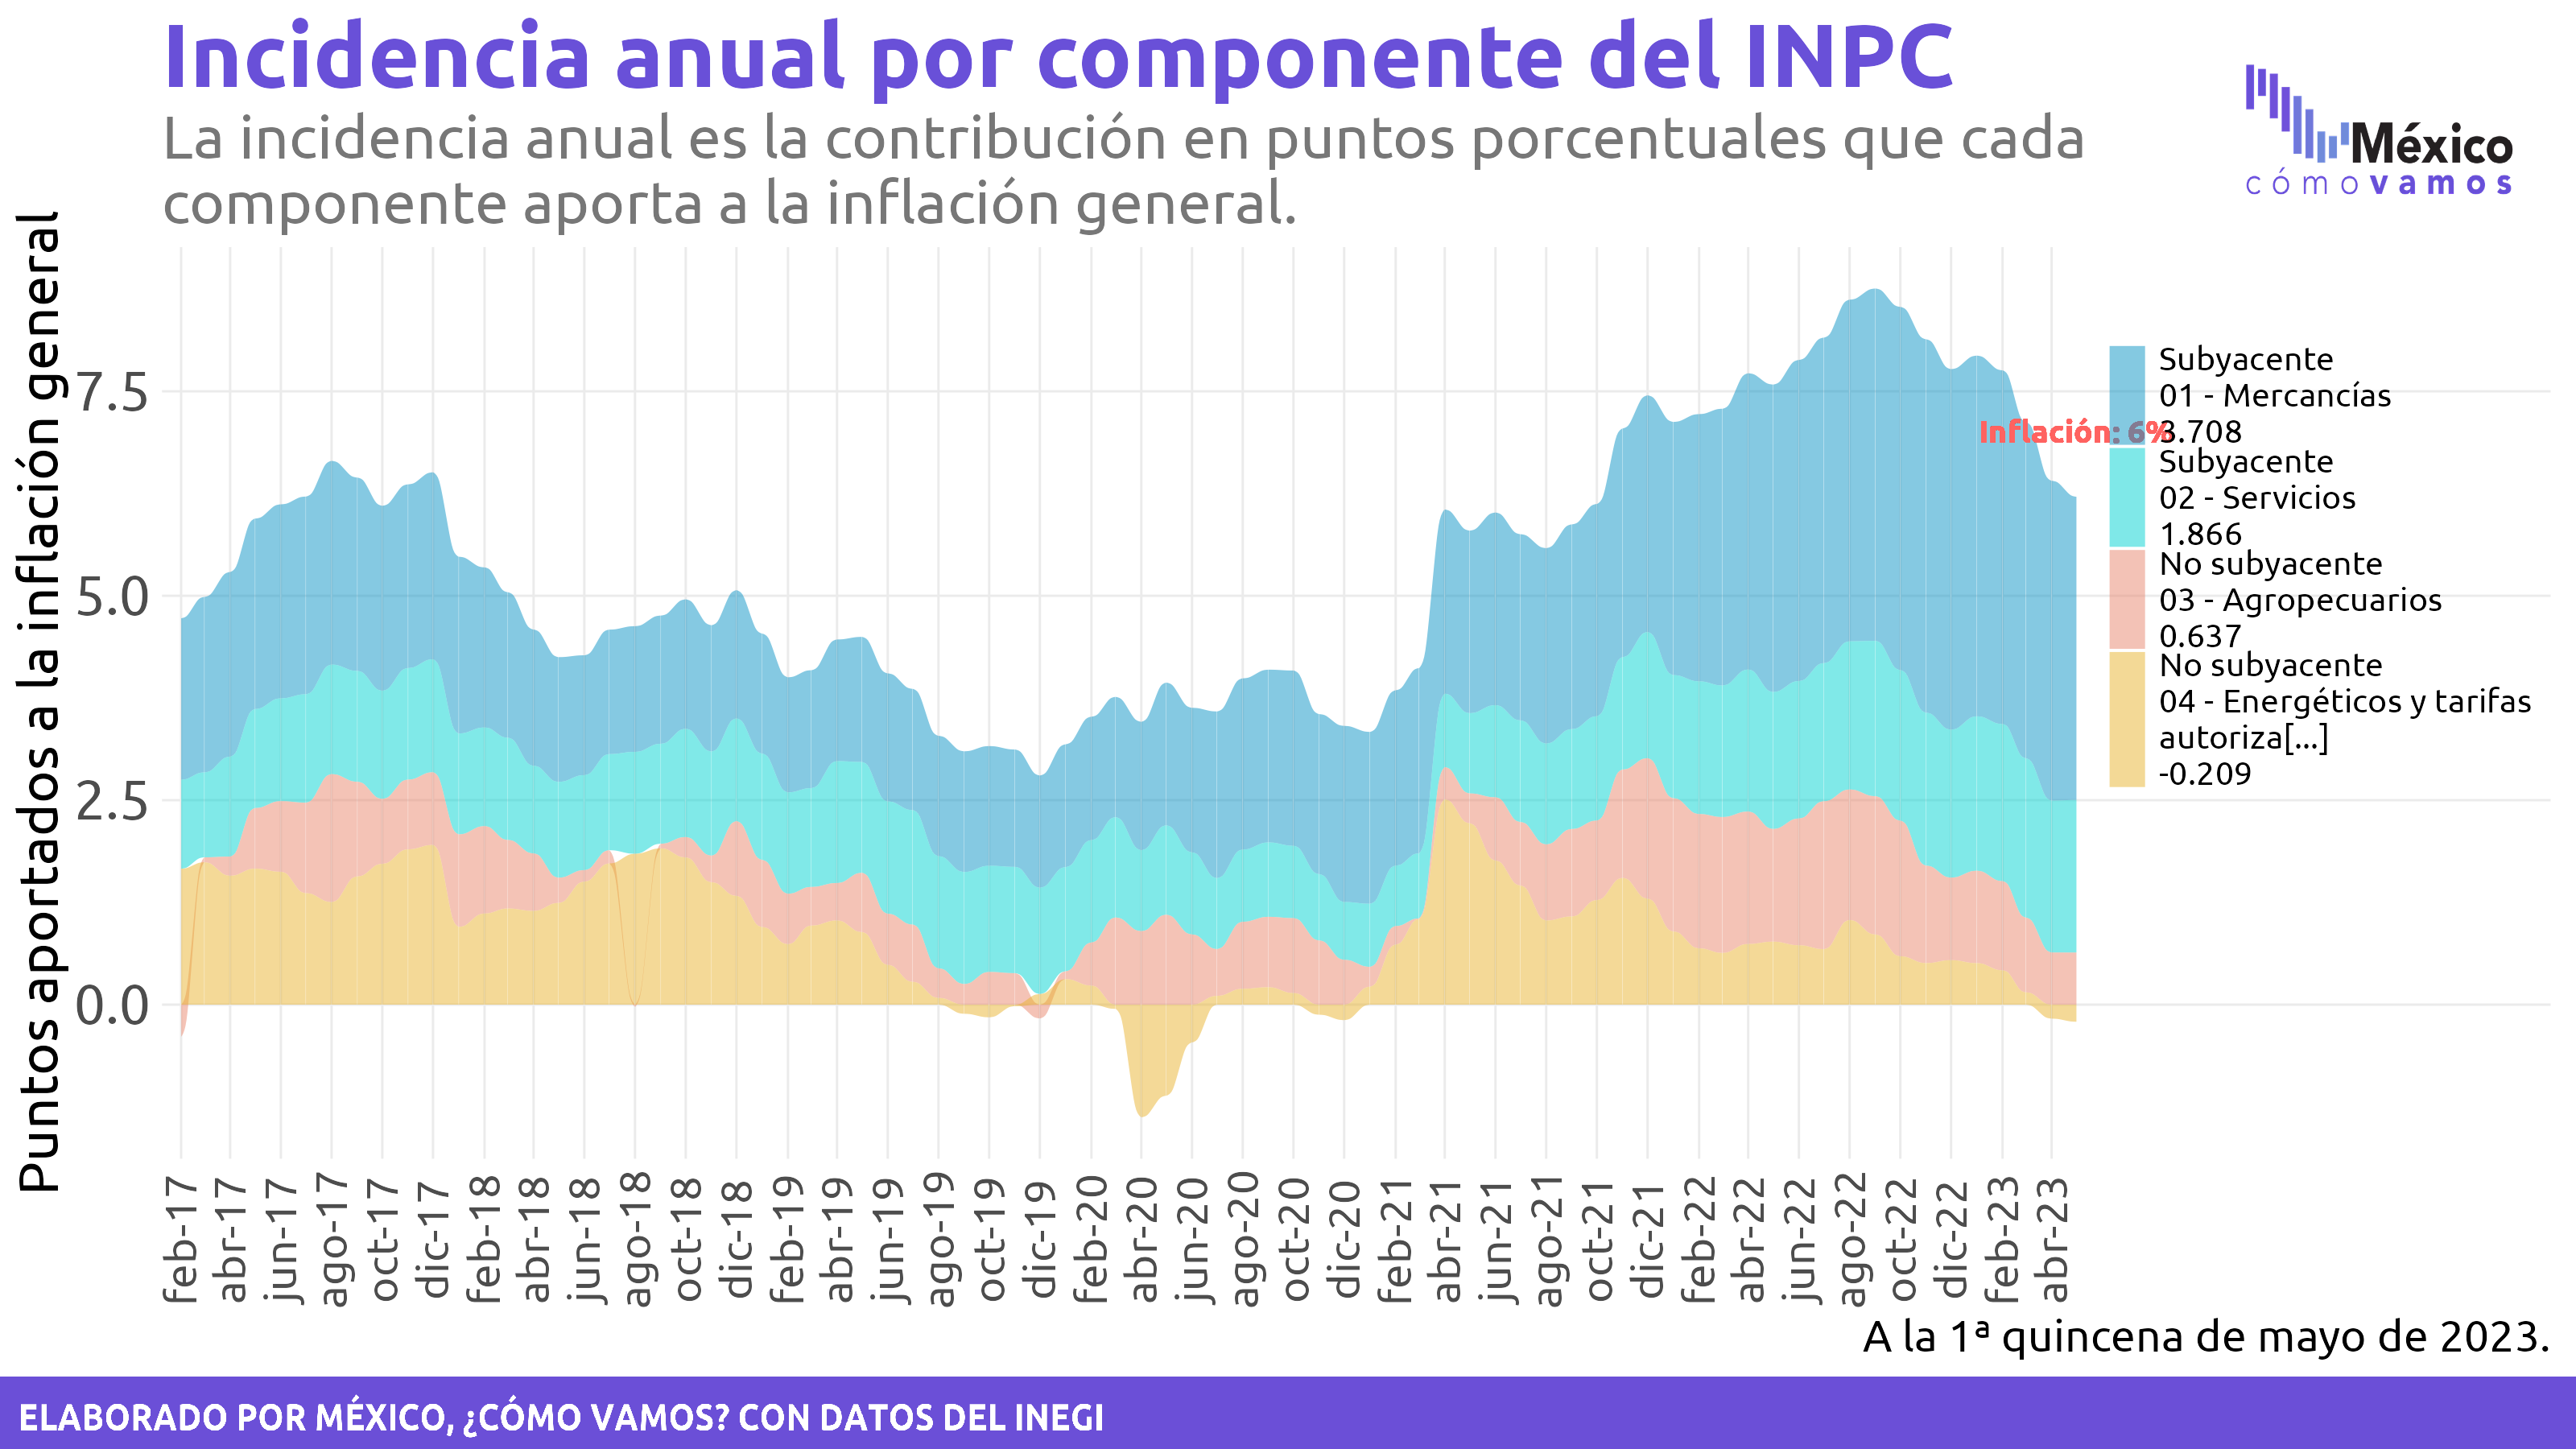 Incidencia anual por componente del INPC
La incidencia anual es la contribución en puntos porcentuales que cada
componente aporta a la inflación general.
México
cómovamos
Puntos aportados a la inflación general
7.5
5.0
2.5
0.0
Subyacente
01 - Mercancías
3.708
Inflación: 6%
Subyacente
02 - Servicios
1.866
No subyacente
03 - Agropecuarios
0.637
No subyacente
04 - Energéticos y tarifas
autoriza[...]
-0.209
feb-17
abr-17
jun-17
ago-17
oct-17
dic-17
feb-18
abr-18
jun-18
ago-18
oct-18
dic-18
feb-19
abr-19
jun-19
ago-19
oct-19
dic-19
feb-20
abr-20
jun-20
ago-20
oct-20
dic-20
feb-21
abr-21
jun-21
ago-21
oct-21
dic-21
feb-22
abr-22
jun-22
ago-22
oct-22
dic-22
feb-23
abr-23
A la 1ª quincena de mayo de 2023.
ELABORADO POR MÉXICO, ¿CÓMO VAMOS? CON DATOS DEL INEGI